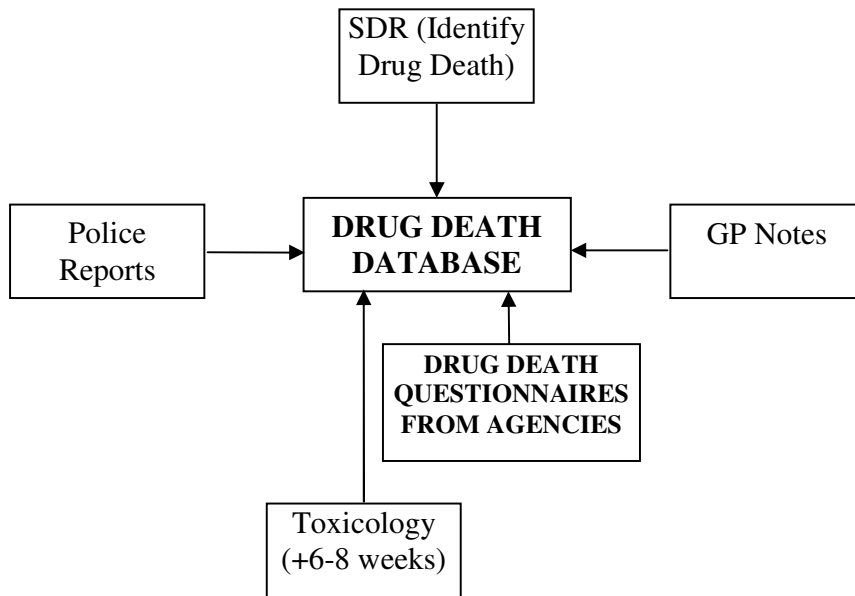 SDR (Identify
Drug Death)
Police
Reports
DRUG DEATH
DATABASE
GP Notes
DRUG DEATH
QUESTIONNAIRES
FROM AGENCIES
Toxicology
(+6-8 weeks)